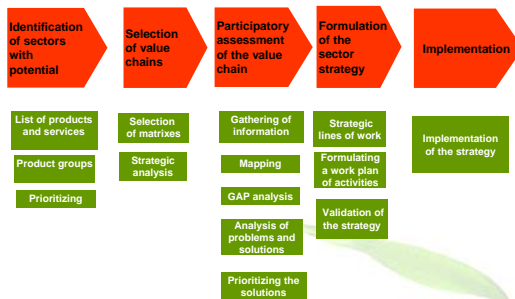 Identification
of sectors
with
potential
Selection
of value
chains
Participatory
assessment
of the value
chain
Formulation
of the
sector
strategy
Implementation
List of products
and services
Product groups
Prioritizing
Selection
of matrixes
Strategic
analysis
Gathering of
information
Mapping
GAP analysis
Analysis of
problems and
solutions
Prioritizing the
solutions
Strategic
lines of work
Formulating
a work plan
of activities
Validation of
the strategy
Implementation
of the strategy